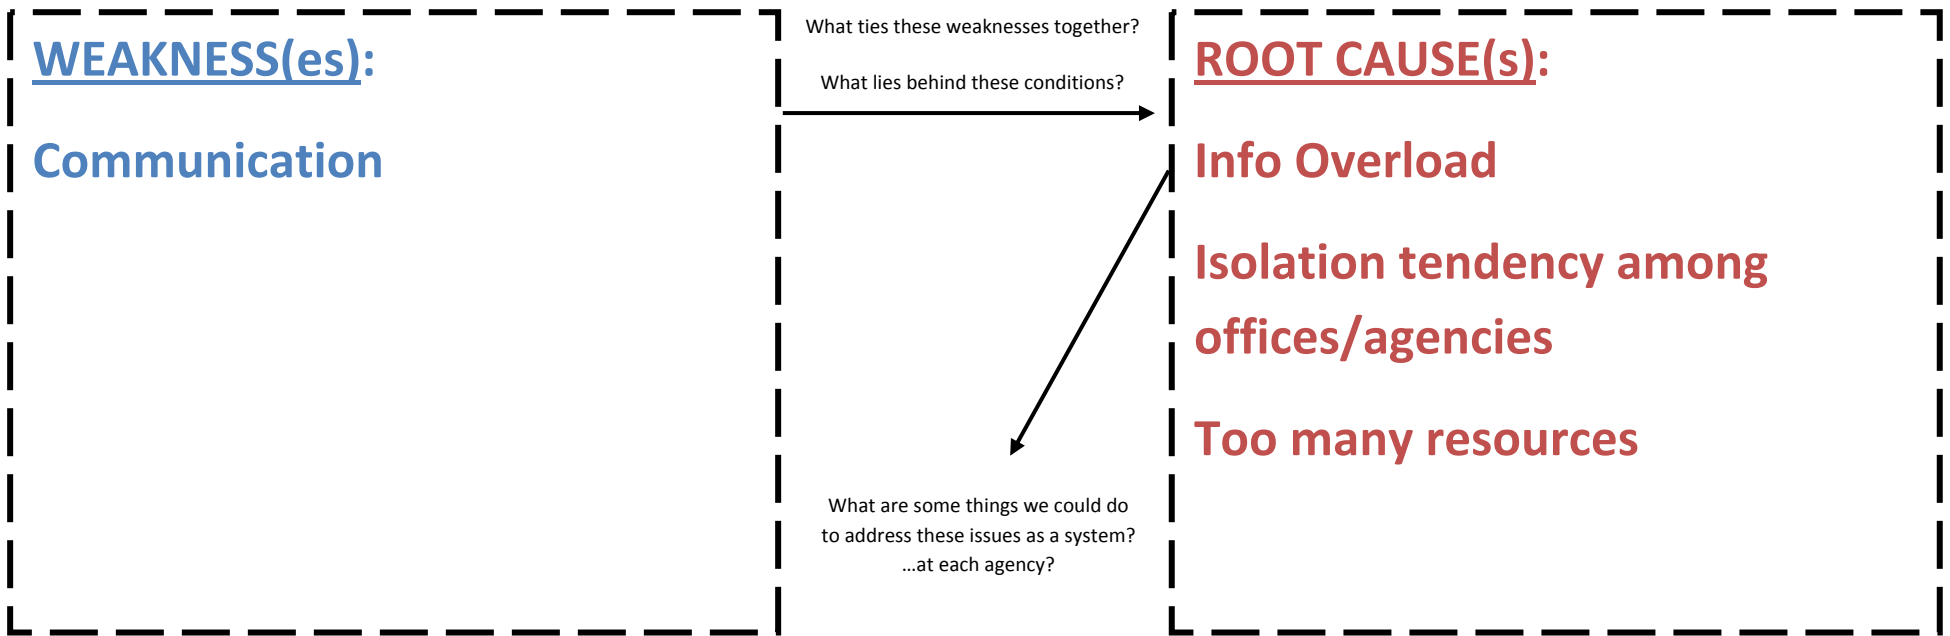 WEAKNESS(es):
Communication
What ties these weaknesses together?
What lies behind these conditions?
ROOT CAUSE(s):
Info Overload
Isolation tendency among
offices/agencies
Too many resources
What are some things we could do
to address these issues as a system?
...at each agency?